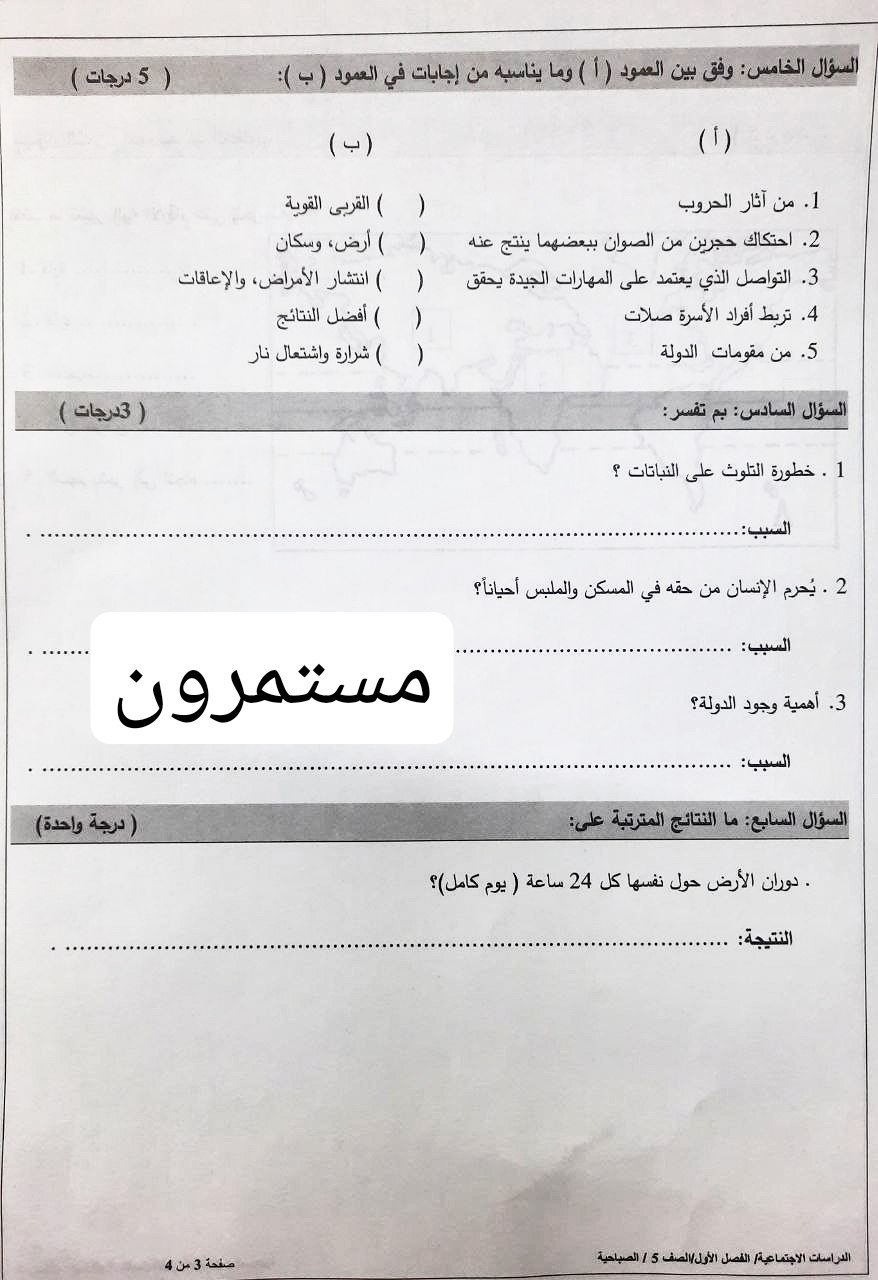 السؤال الخامس: وفق بين العمود ( أ ) وما يناسبه من إجابات في العمود ( ب ): ( 5 درجات )
( أ ) ( ب )
1. من آثار الحروب ( ) القربى القوية
2. احتكاك حجرين من الصوان ببعضهما ينتج عنه ( ) أرض، وسكان
3. التواصل الذي يعتمد على المهارات الجيدة يحقق ( ) انتشار الأمراض، والإعاقات
4. تربط أفراد الأسرة صلات ( ) أفضل النتائج
5. من مقومات الدولة ( ) شرارة واشتعال نار
السؤال السادس: بم تفسر: ( 3درجات )
1 . خطورة التلوث على النباتات ؟
السبب:................................................................ .
2 . يُحرم الإنسان من حقه في المسكن والملبس أحياناً؟
السبب: ................................................................ .
مستمرون
3. أهمية وجود الدولة؟
السبب: ................................................................ .
السؤال السابع: ما النتائج المترتبة على: ( درجة واحدة)
. دوران الأرض حول نفسها كل 24 ساعة ( يوم كامل)؟
النتيجة: ................................................................ .
الدراسات الاجتماعية/ الفصل الأول/الصف 5 / الصباحية صفحة 3 من 4